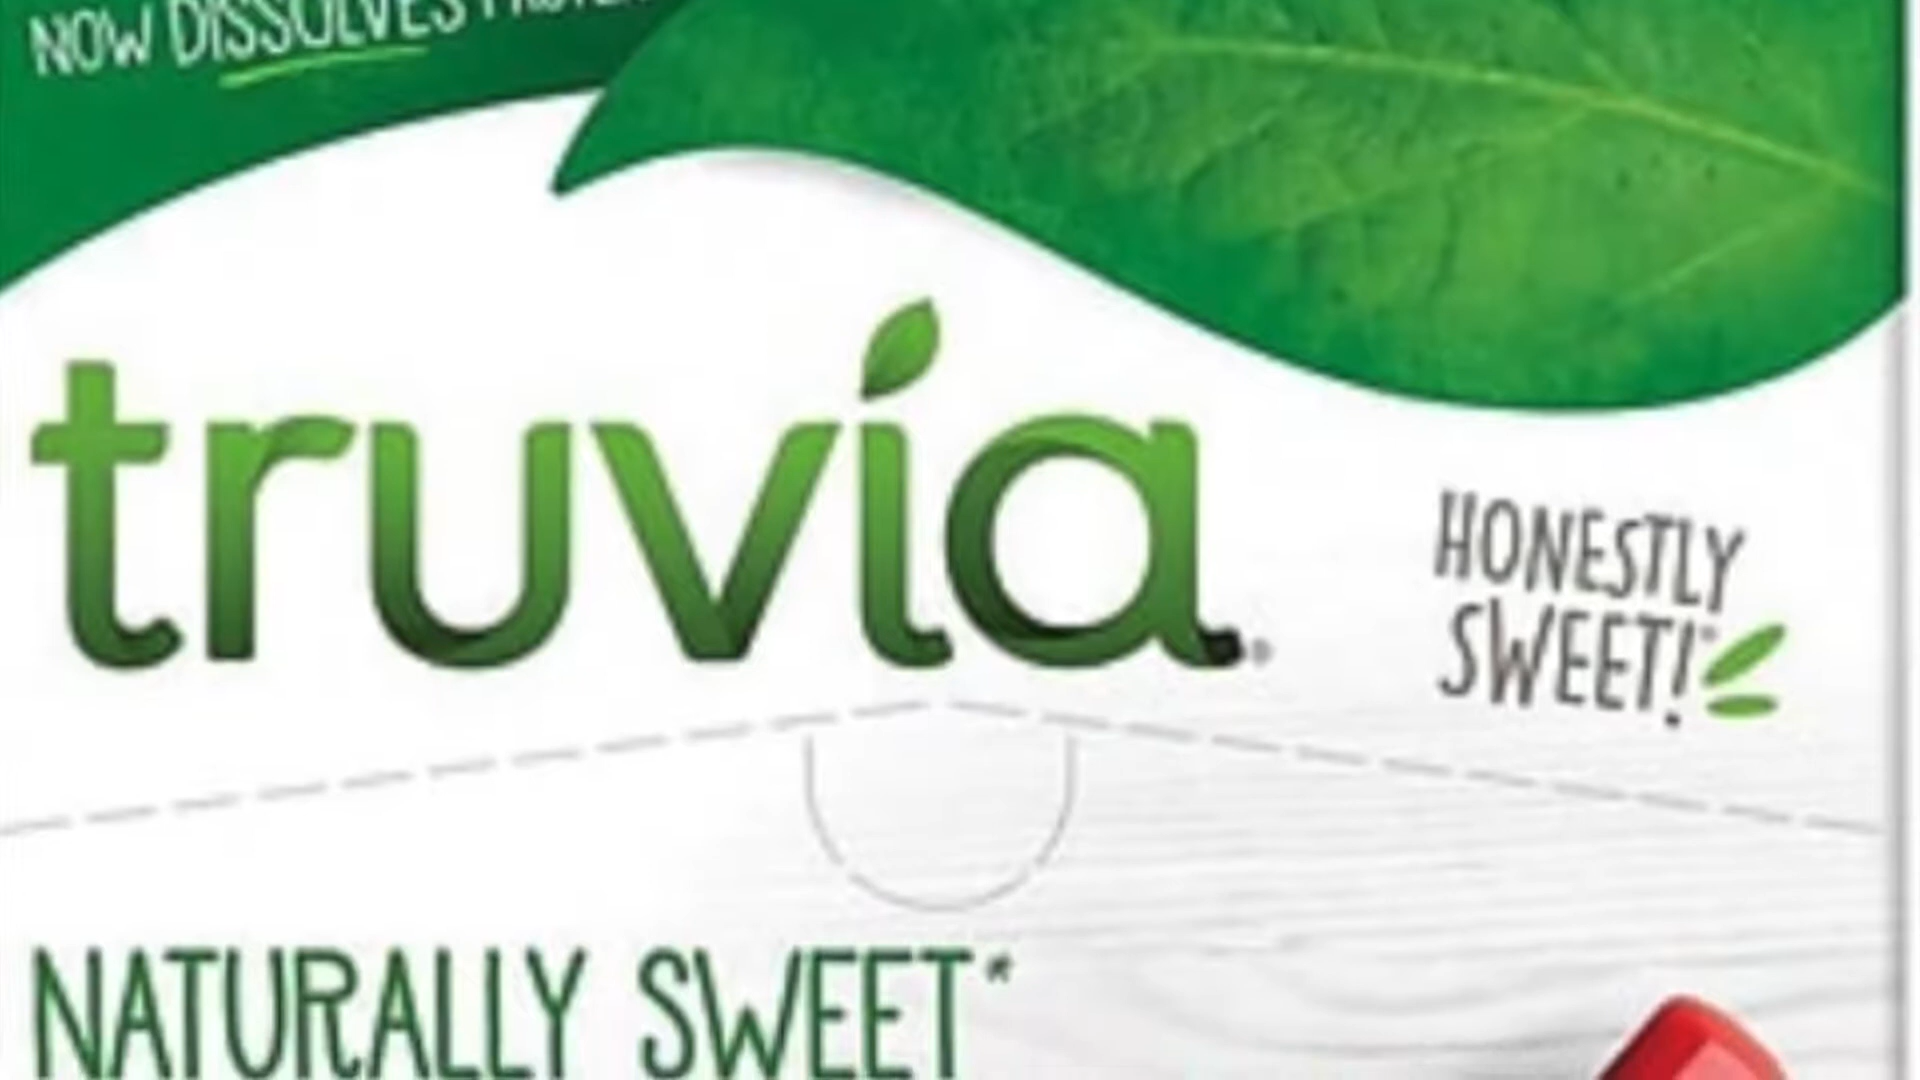 NOW DISSOLVES
truvia®
HONESTLY
SWEET!
NATURALLY SWEET*